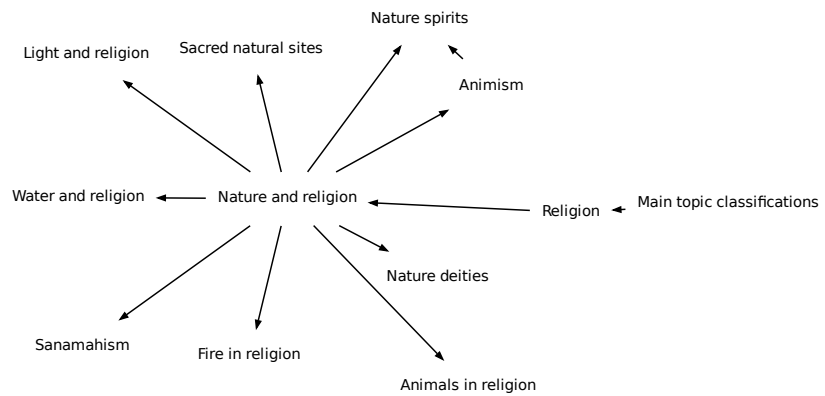 Nature spirits
Light and religion
Sacred natural sites
Animism
Water and religion
Nature and religion
Religion
Main topic classifications
Nature deities
Sanamahism
Fire in religion
Animals in religion